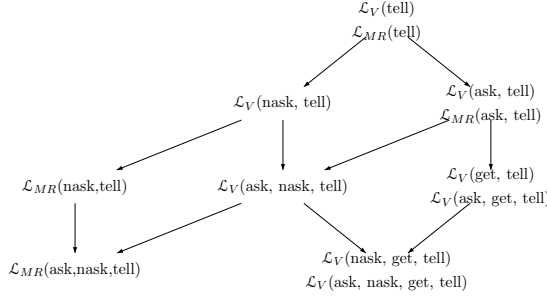 ℒ_V(tell)
ℒ_MR(tell)
ℒ_V(nask, tell)
ℒ_V(ask, tell)
ℒ_MR(ask, tell)
ℒ_MR(nask,tell)
ℒ_V(ask, nask, tell)
ℒ_V(get, tell)
ℒ_V(ask, get, tell)
ℒ_MR(ask,nask,tell)
ℒ_V(nask, get, tell)
ℒ_V(ask, nask, get, tell)